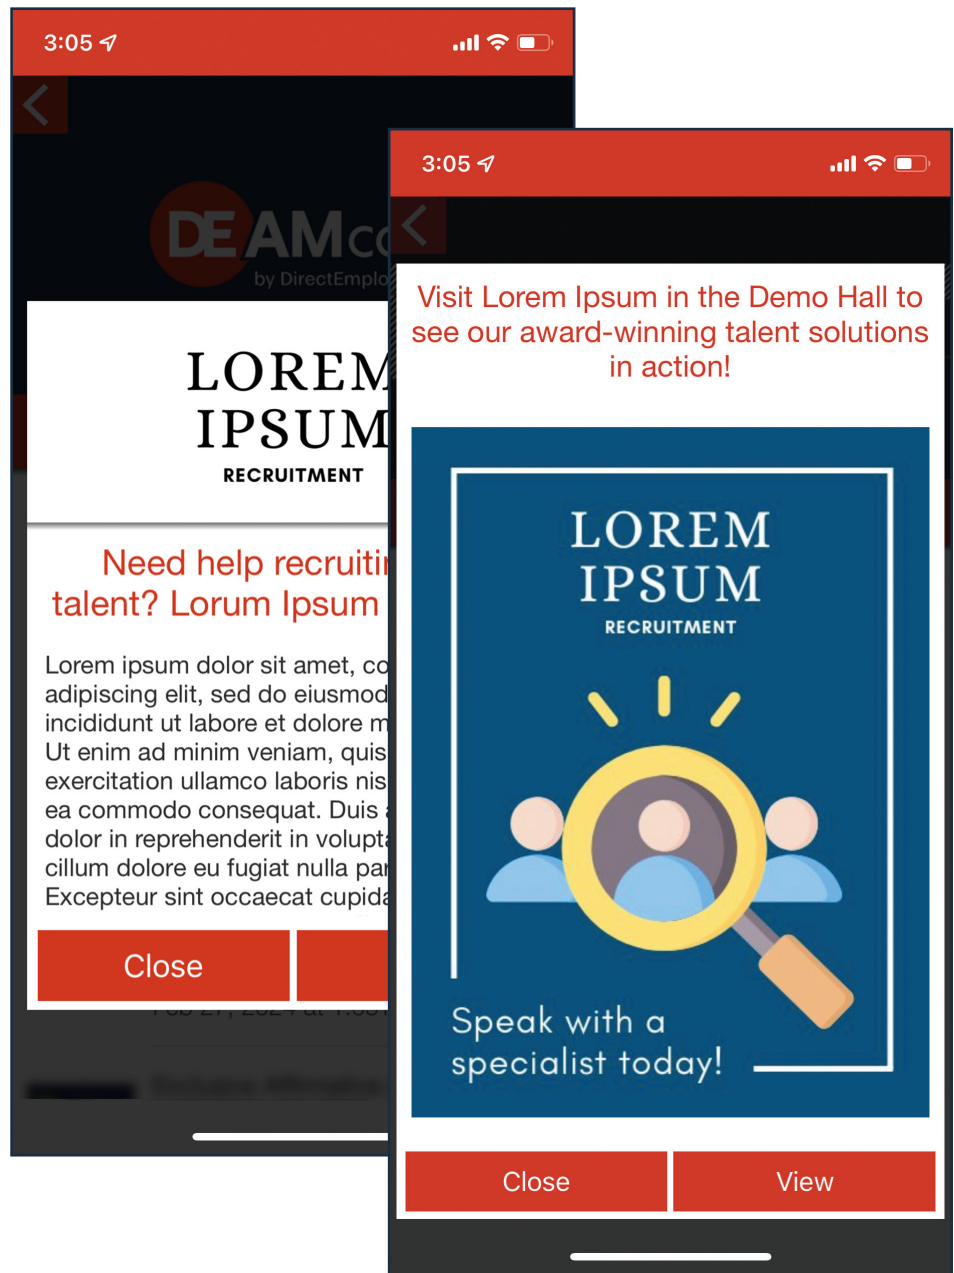 3:05
DEAMco
by DirectEmplo
LOREM
IPSUM
RECRUITMENT
Need help recruiti
talent? Lorum Ipsum
Lorem ipsum dolor sit amet, co
adipiscing elit, sed do eiusmod
incididunt ut labore et dolore m
Ut enim ad minim veniam, quis
exercitation ullamco laboris nis
ea commodo consequat. Duis a
dolor in reprehenderit in volupta
cillum dolore eu fugiat nulla par
Excepteur sint occaecat cupida
Close
3:05
Visit Lorem Ipsum in the Demo Hall to
see our award-winning talent solutions
in action!
LOREM
IPSUM
RECRUITMENT
Speak with a
specialist today!
Close
View